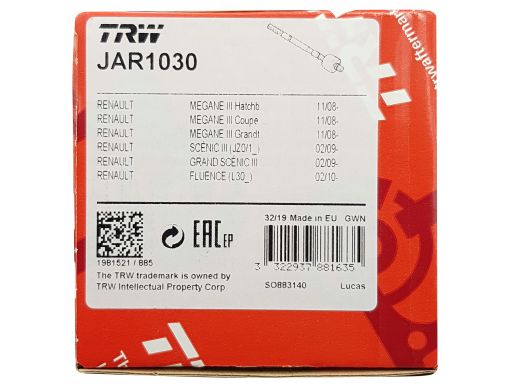 TRW
JAR1030
RENAULT MEGANE III Hatchb 11/08-
RENAULT MEGANE III Coupe 11/08-
RENAULT MEGANE III Grandt 11/08-
RENAULT SCÉNIC III (JZ0/1_) 02/09-
RENAULT GRAND SCÉNIC III 02/09-
RENAULT FLUENCE (L30_) 02/10-
32/19 Made in EU GWN
EAC EP
3 322937 881635
1981521 / 885
The TRW trademark is owned by
TRW Intellectual Property Corp
SO883140 Lucas
trwaftermark